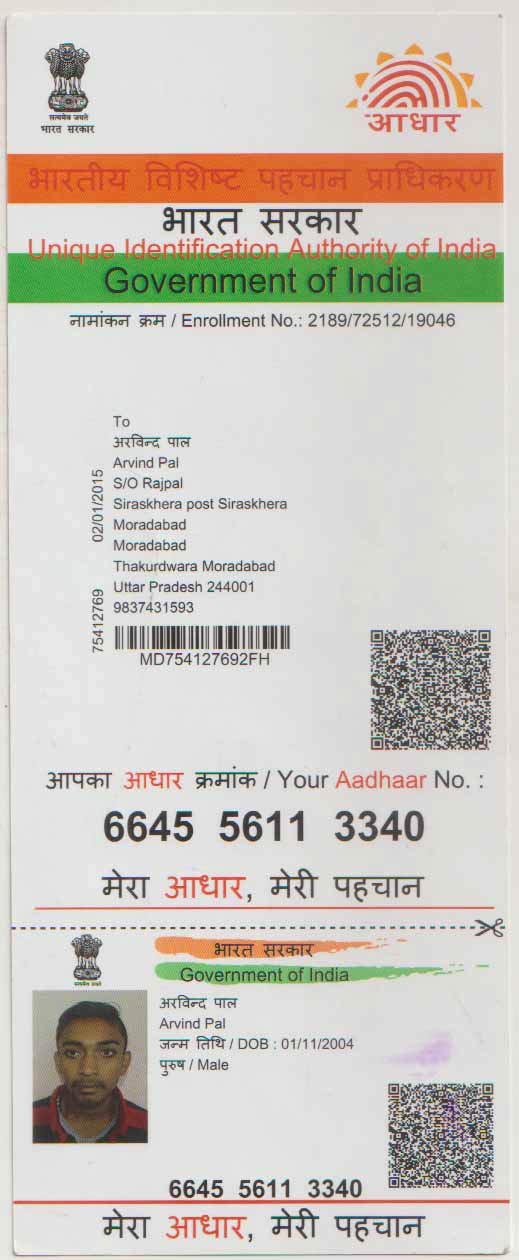 सत्यमेव जयते
भारत सरकार
आधार
भारतीय विशिष्ट पहचान प्राधिकरण
भारत सरकार
Unique Identification Authority of India
Government of India
नामांकन क्रम / Enrollment No.: 2189/72512/19046
To
अरविन्द पाल
Arvind Pal
S/O Rajpal
Siraskhera post Siraskhera
Moradabad
Moradabad
Thakurdwara Moradabad
Uttar Pradesh 244001
9837431593
75412769 02/01/2015
MD754127692FH
आपका आधार क्रमांक / Your Aadhaar No. :
6645 5611 3340
मेरा आधार, मेरी पहचान
सत्यमेव जयते
भारत सरकार
Government of India
अरविन्द पाल
Arvind Pal
जन्म तिथि / DOB : 01/11/2004
पुरुष / Male
6645 5611 3340
मेरा आधार, मेरी पहचान